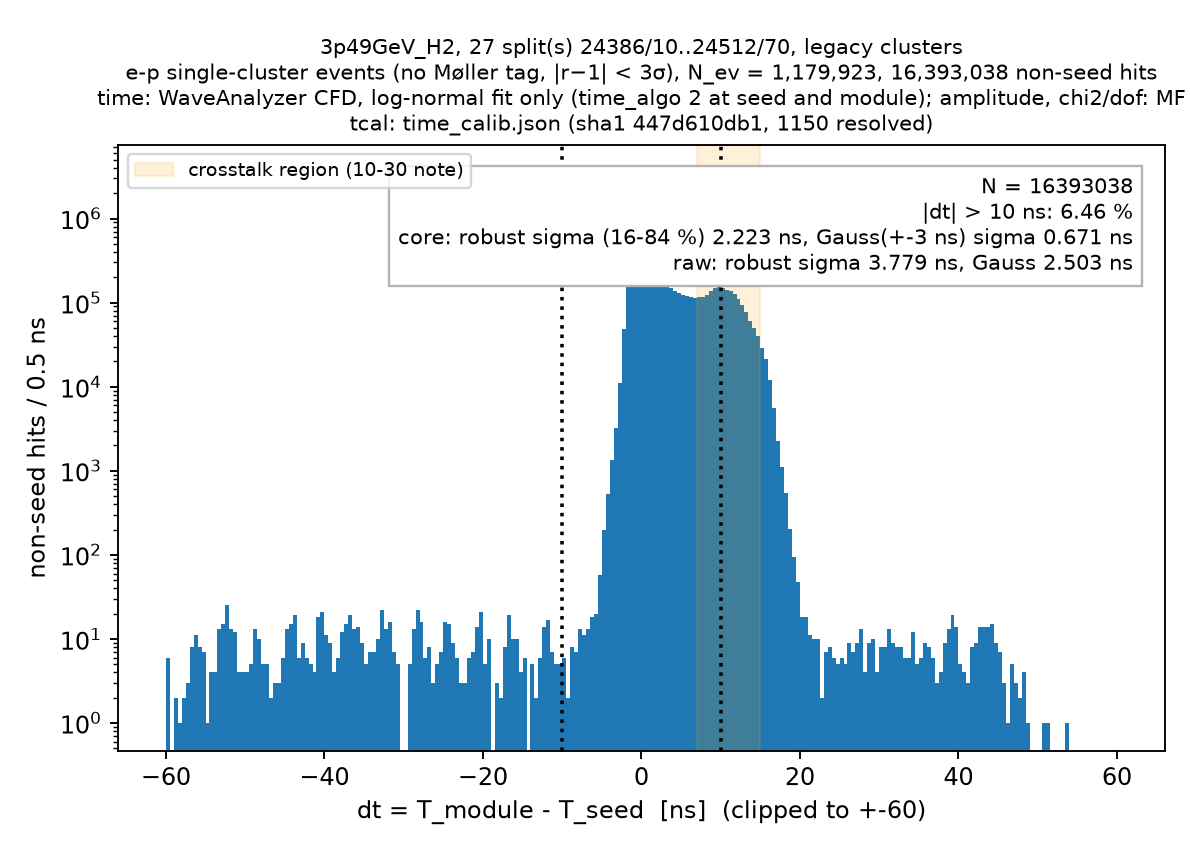 3p49GeV_H2, 27 split(s) 24386/10..24512/70, legacy clusters
e-p single-cluster events (no Møller tag, |r−1| < 3σ), N_ev = 1,179,923, 16,393,038 non-seed hits
time: WaveAnalyzer CFD, log-normal fit only (time_algo 2 at seed and module); amplitude, chi2/dof: MF
tcal: time_calib.json (sha1 447d610db1, 1150 resolved)
crosstalk region (10-30 note)
N = 16393038
|dt| > 10 ns: 6.46 %
core: robust sigma (16-84 %) 2.223 ns, Gauss(+-3 ns) sigma 0.671 ns
raw: robust sigma 3.779 ns, Gauss 2.503 ns
non-seed hits / 0.5 ns
10⁶
10⁵
10⁴
10³
10²
10¹
10⁰
−60 −40 −20 0 20 40 60
dt = T_module - T_seed [ns] (clipped to +-60)